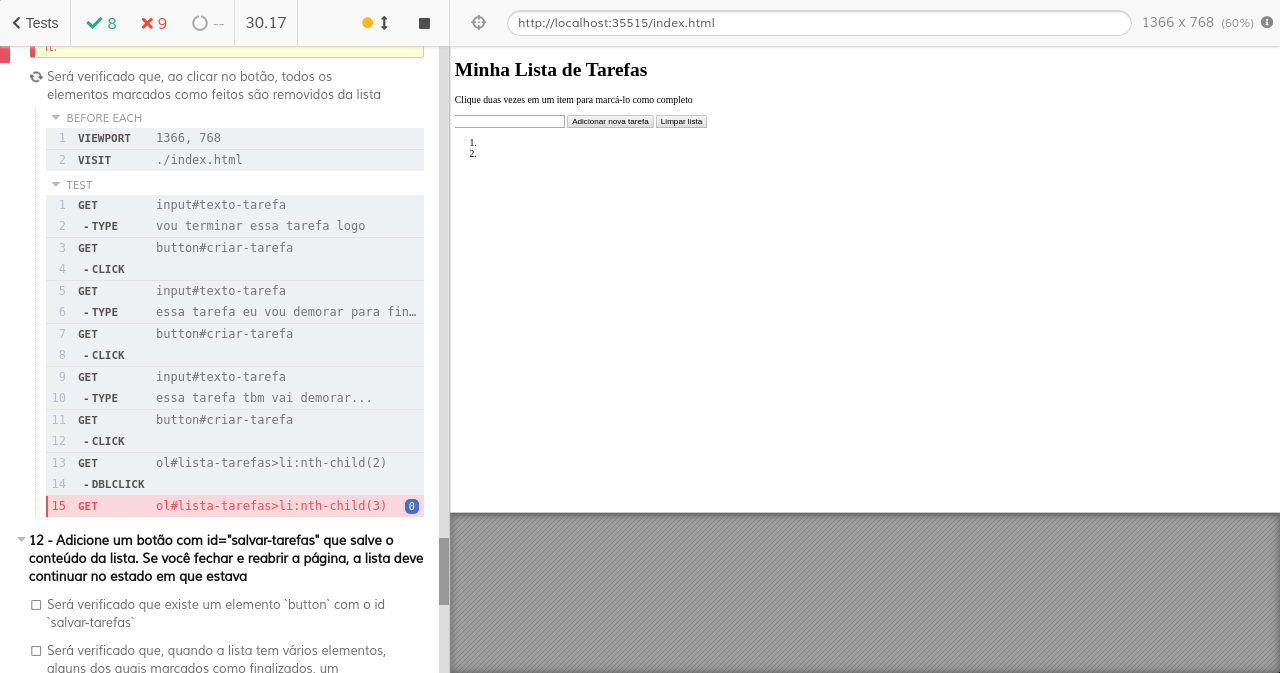 Tests 8 9 -- 30.17
http://localhost:35515/index.html 1366 x 768 (60%)
it.
Será verificado que, ao clicar no botão, todos os
elementos marcados como feitos são removidos da lista
BEFORE EACH
1 VIEWPORT 1366, 768
2 VISIT ./index.html
TEST
1 GET input#texto-tarefa
2 - TYPE vou terminar essa tarefa logo
3 GET button#criar-tarefa
4 - CLICK
5 GET input#texto-tarefa
6 - TYPE essa tarefa eu vou demorar para fin…
7 GET button#criar-tarefa
8 - CLICK
9 GET input#texto-tarefa
10 - TYPE essa tarefa tbm vai demorar...
11 GET button#criar-tarefa
12 - CLICK
13 GET ol#lista-tarefas>li:nth-child(2)
14 - DBLCLICK
15 GET ol#lista-tarefas>li:nth-child(3) 0
12 - Adicione um botão com id="salvar-tarefas" que salve o
conteúdo da lista. Se você fechar e reabrir a página, a lista deve
continuar no estado em que estava
Será verificado que existe um elemento `button` com o id
`salvar-tarefas`
Será verificado que, quando a lista tem vários elementos,
alguns dos quais marcados como finalizados, um
Minha Lista de Tarefas
Clique duas vezes em um item para marcá-lo como completo
Adicionar nova tarefa Limpar lista
1.
2.